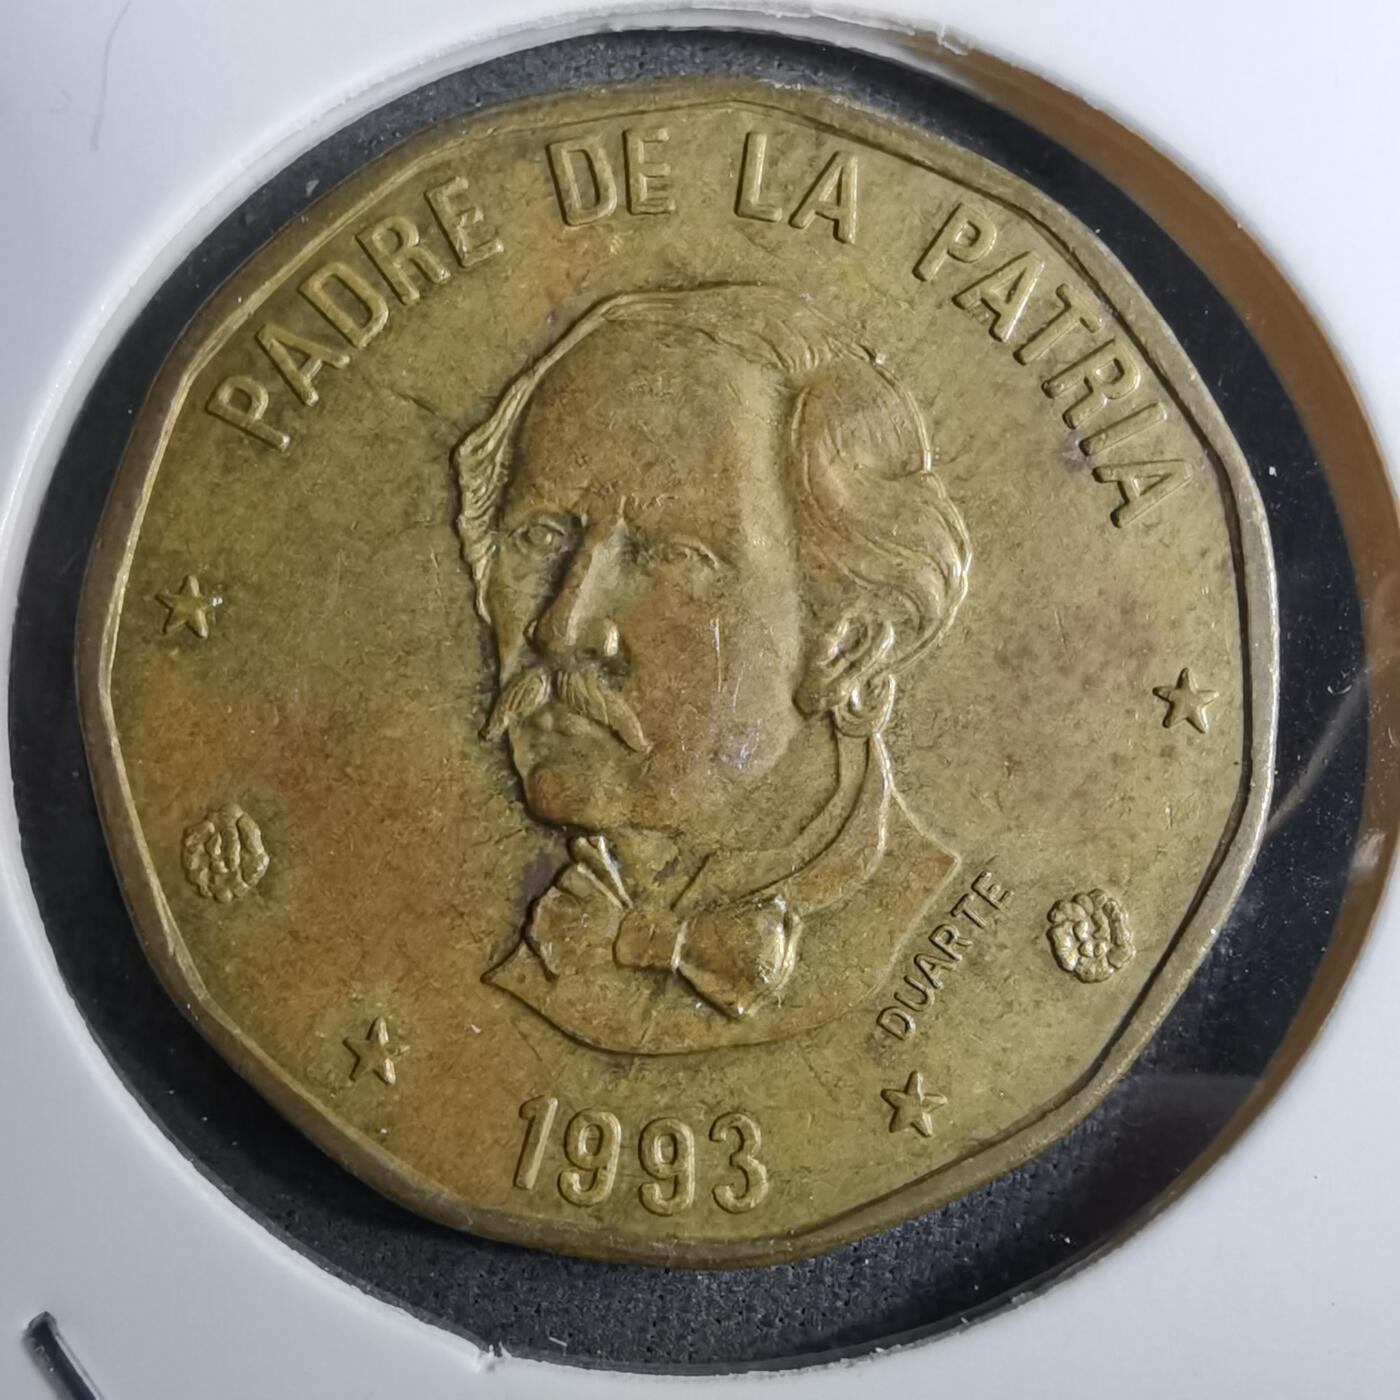 PADRE DE LA PATRIA
DUARTE
1993